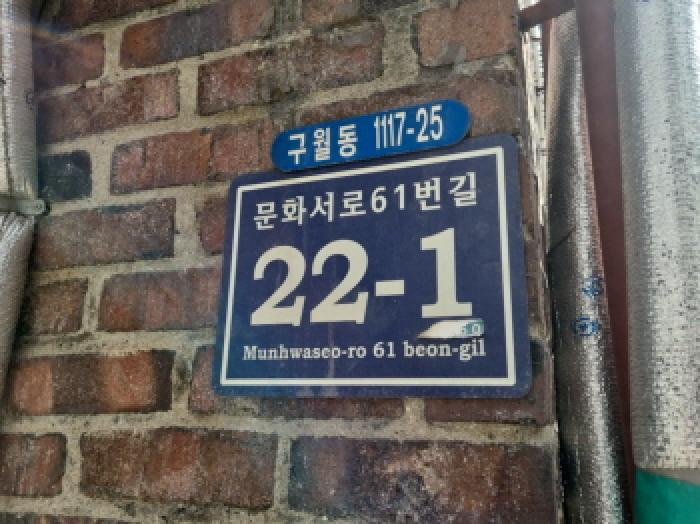 구월동 1117-25
문화서로61번길
22-1
Munhwaseo-ro 61 beon-gil